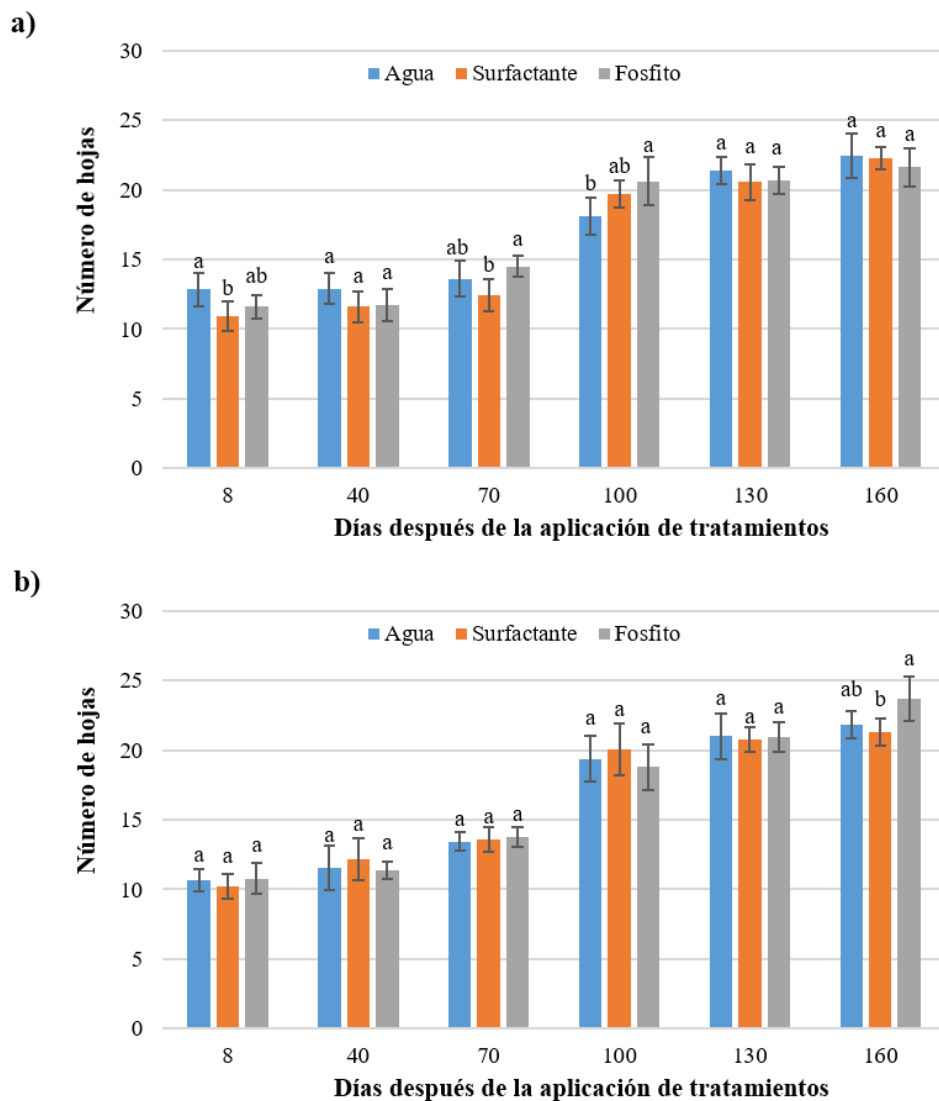 a)
30
25
20
15
10
5
0
Número de hojas
Agua Surfactante Fosfito
a b ab a a a ab b a b ab a a a a a a a
8 40 70 100 130 160
Días después de la aplicación de tratamientos
b)
30
25
20
15
10
5
0
Número de hojas
Agua Surfactante Fosfito
a a a a a a a a a a a a a a a ab b a
8 40 70 100 130 160
Días después de la aplicación de tratamientos